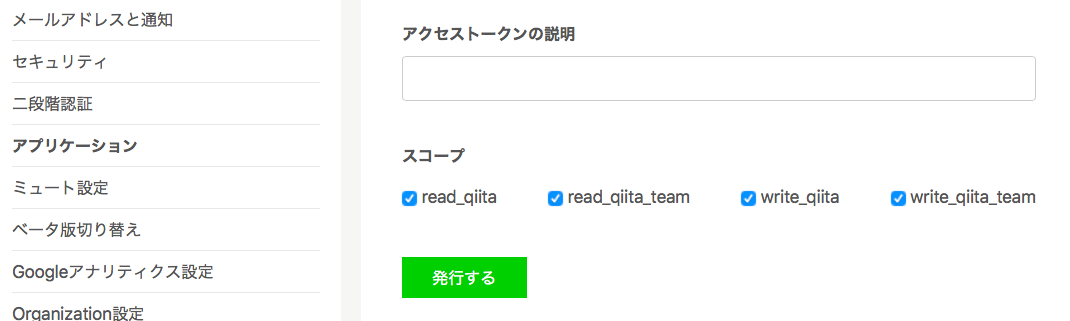 メールアドレスと通知
セキュリティ
二段階認証
アプリケーション
ミュート設定
ベータ版切り替え
Googleアナリティクス設定
Organization設定
アクセストークンの説明
スコープ
read_qiita read_qiita_team write_qiita write_qiita_team
発行する